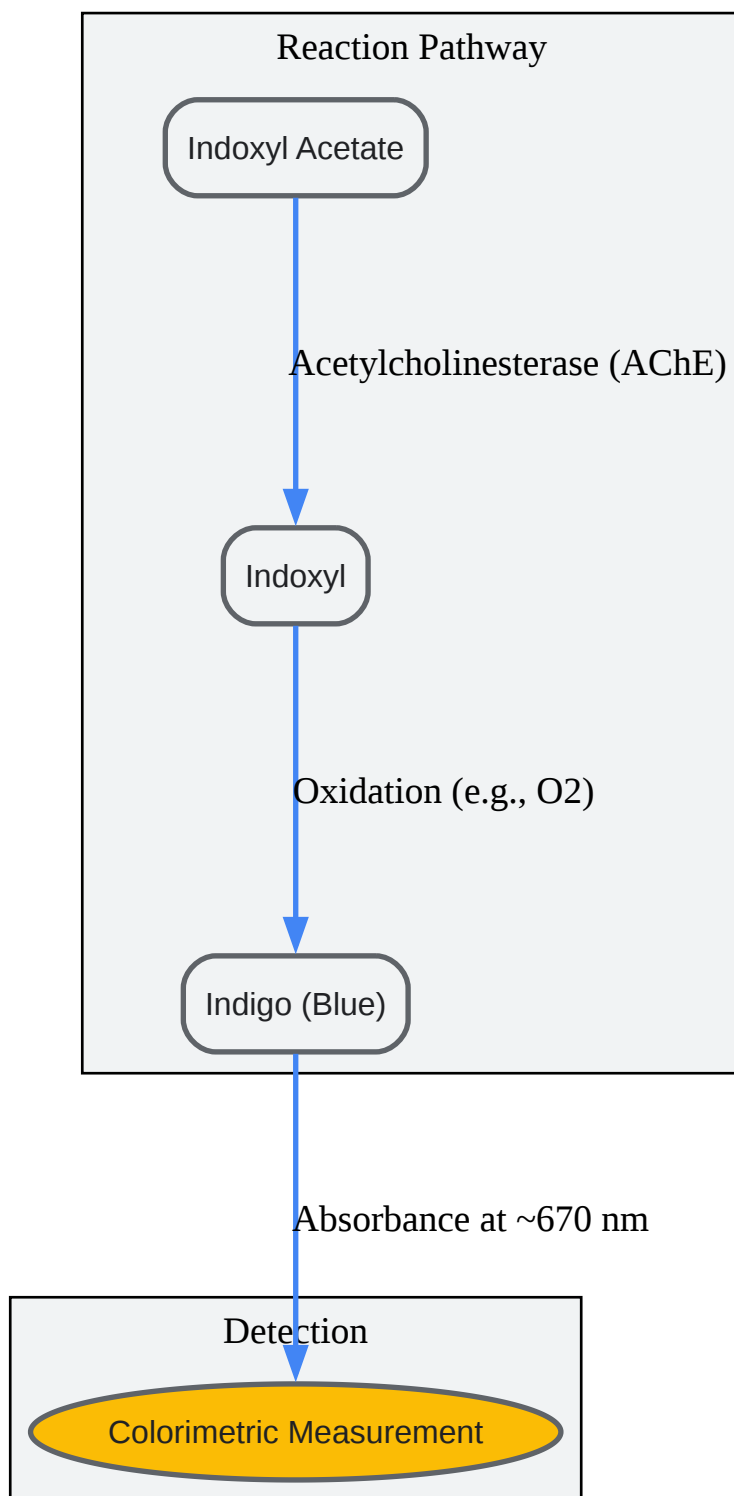 Reaction Pathway
Indoxyl Acetate
Acetylcholinesterase (AChE)
Indoxyl
Oxidation (e.g., O2)
Indigo (Blue)
Absorbance at ~670 nm
Detection
Colorimetric Measurement